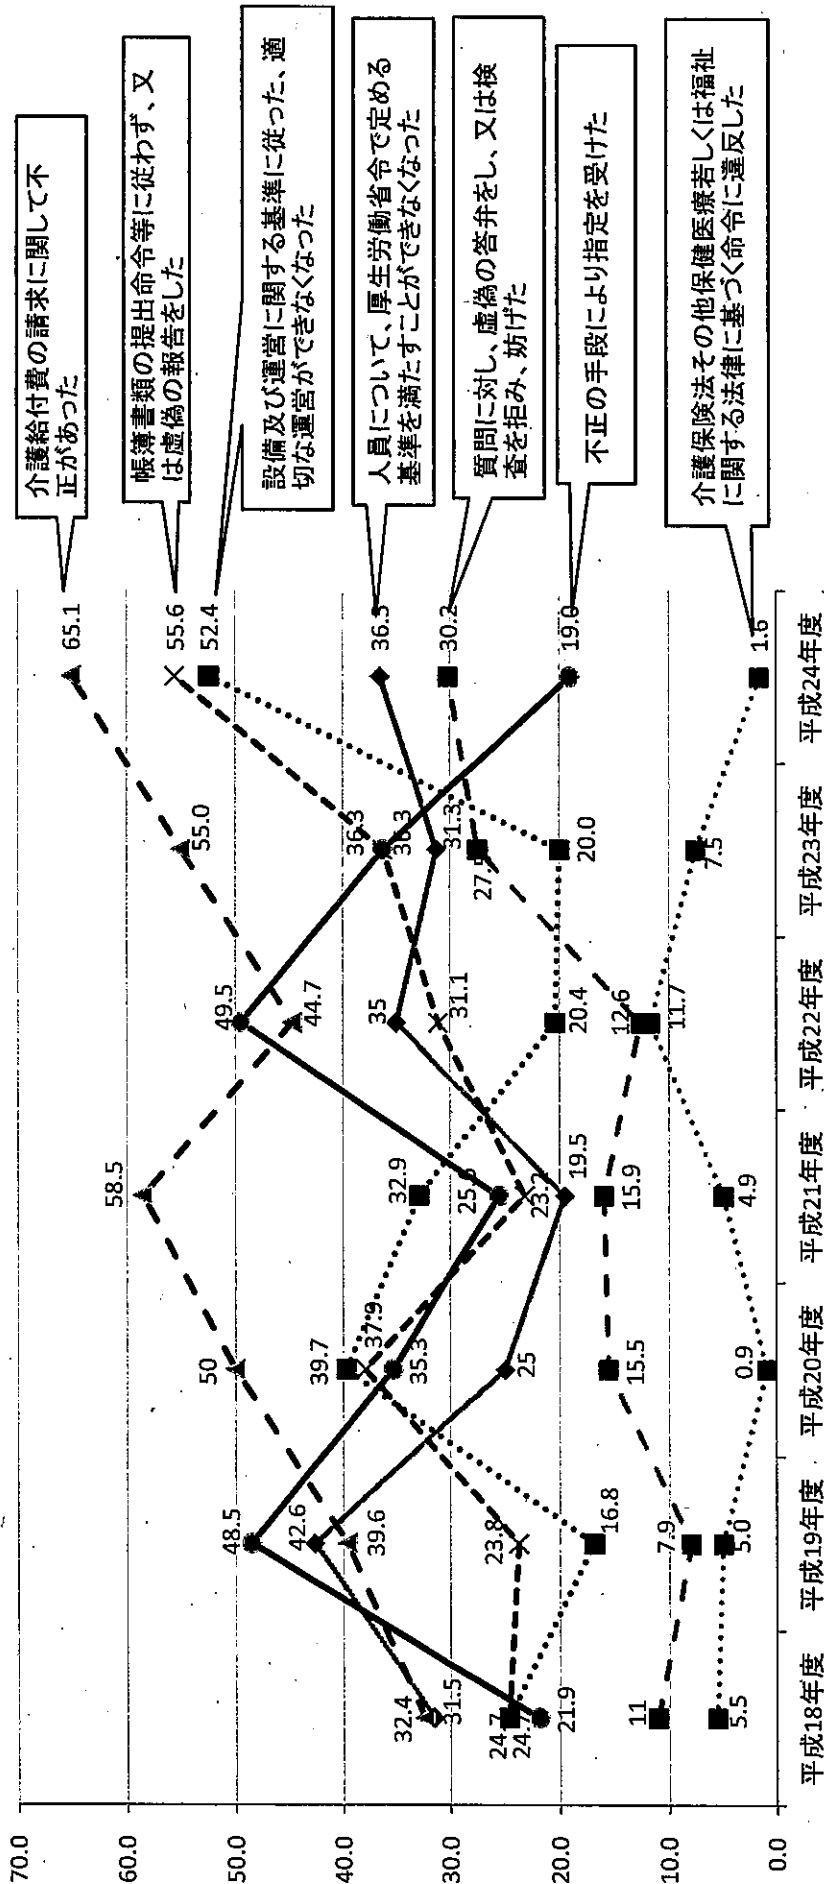 介護給付費の請求に関して不
正があった
帳簿書類の提出命令等に従わず、又
は虚偽の報告をした
設備及び運営に関する基準に従った、適
切な運営ができなくなった
人員について、厚生労働省令で定める
基準を満たすことができなくなった
質問に対し、虚偽の答弁をし、又は検
査を拒み、妨げた
不正の手段により指定を受けた
介護保険法その他保健医療若しくは福祉
に関する法律に基づく命令に違反した
70.0
60.0
50.0
40.0
30.0
20.0
10.0
0.0
32.4
39.6
50
58.5
44.7
55.0
65.1
24.7
23.8
37.9
23.2
31.1
36.3
55.6
24.7
16.8
39.7
32.9
20.4
20.0
52.4
31.5
42.6
25
19.5
35
31.3
36.5
11
7.9
15.5
15.9
12.6
30.2
21.9
48.5
35.3
49.5
36.3
19.0
5.5
5.0
0.9
4.9
11.7
7.5
1.6
平成18年度
平成19年度
平成20年度
平成21年度
平成22年度
平成23年度
平成24年度